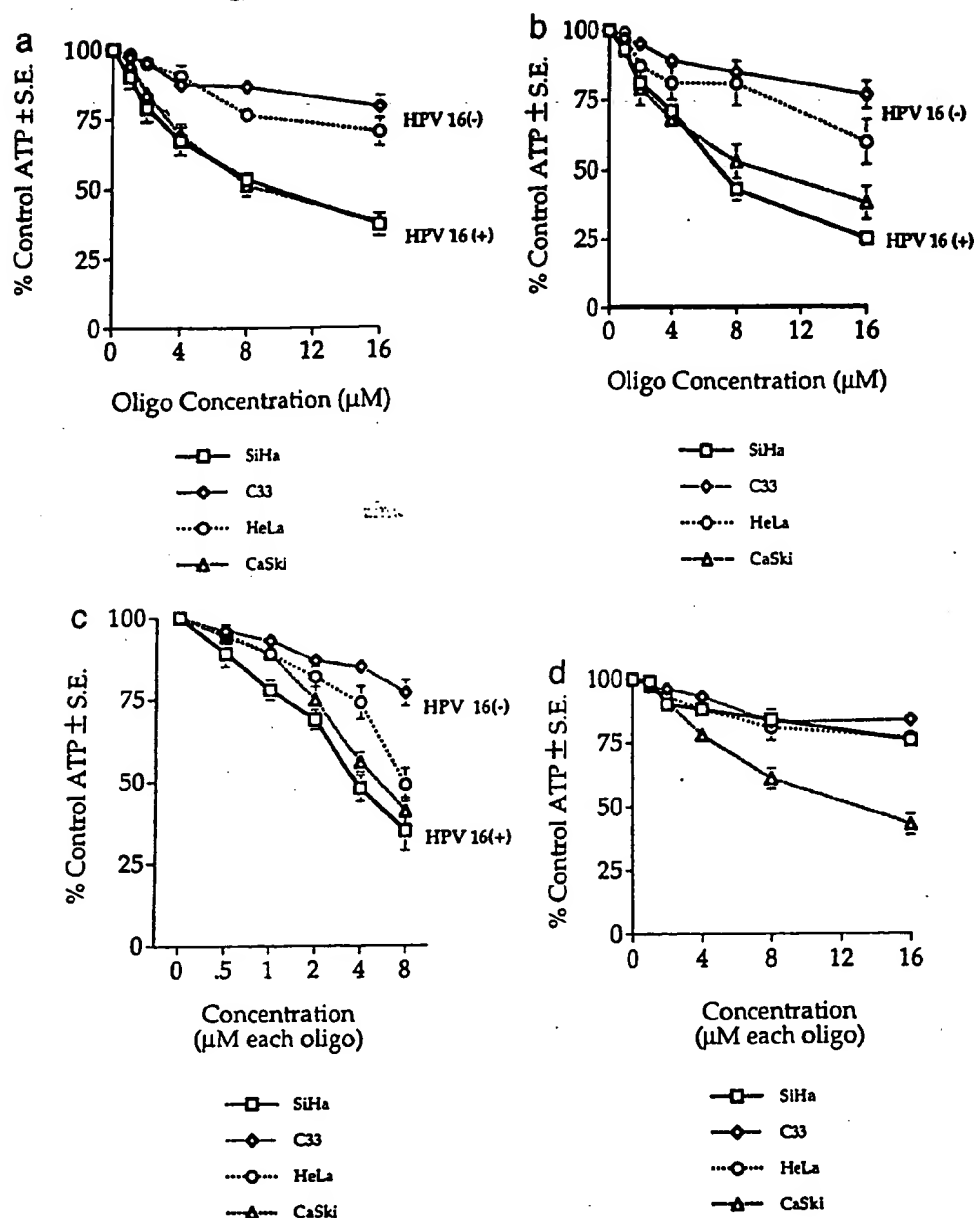 a
% Control ATP ± S.E.
100
75
50
25
0
HPV 16(-)
HPV 16(+)
0 4 8 12 16
Oligo Concentration (µM)
SiHa
C33
HeLa
CaSki
b
% Control ATP ± S.E.
100
75
50
25
0
HPV 16(-)
HPV 16(+)
0 4 8 12 16
Oligo Concentration (µM)
SiHa
C33
HeLa
CaSki
c
% Control ATP ± S.E.
100
75
50
25
0
HPV 16(-)
HPV 16(+)
0 .5 1 2 4 8
Concentration
(µM each oligo)
SiHa
C33
HeLa
CaSki
d
% Control ATP ± S.E.
100
75
50
25
0
0 4 8 12 16
Concentration
(µM each oligo)
SiHa
C33
HeLa
CaSki